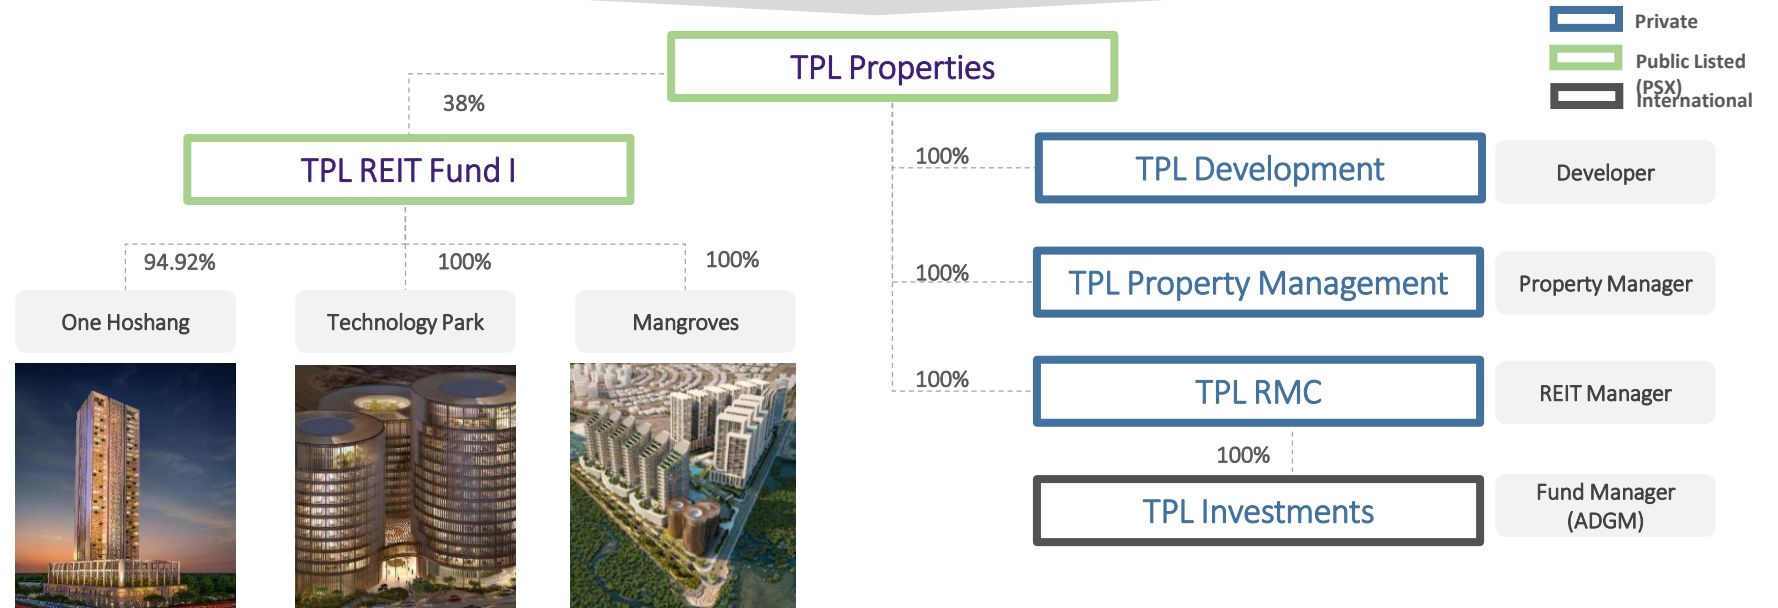 Private
Public Listed
(PSX)
International
TPL Properties
38%
TPL REIT Fund I
94.92%
100%
100%
One Hoshang
Technology Park
Mangroves
100%
TPL Development
Developer
100%
TPL Property Management
Property Manager
100%
TPL RMC
REIT Manager
100%
TPL Investments
Fund Manager
(ADGM)